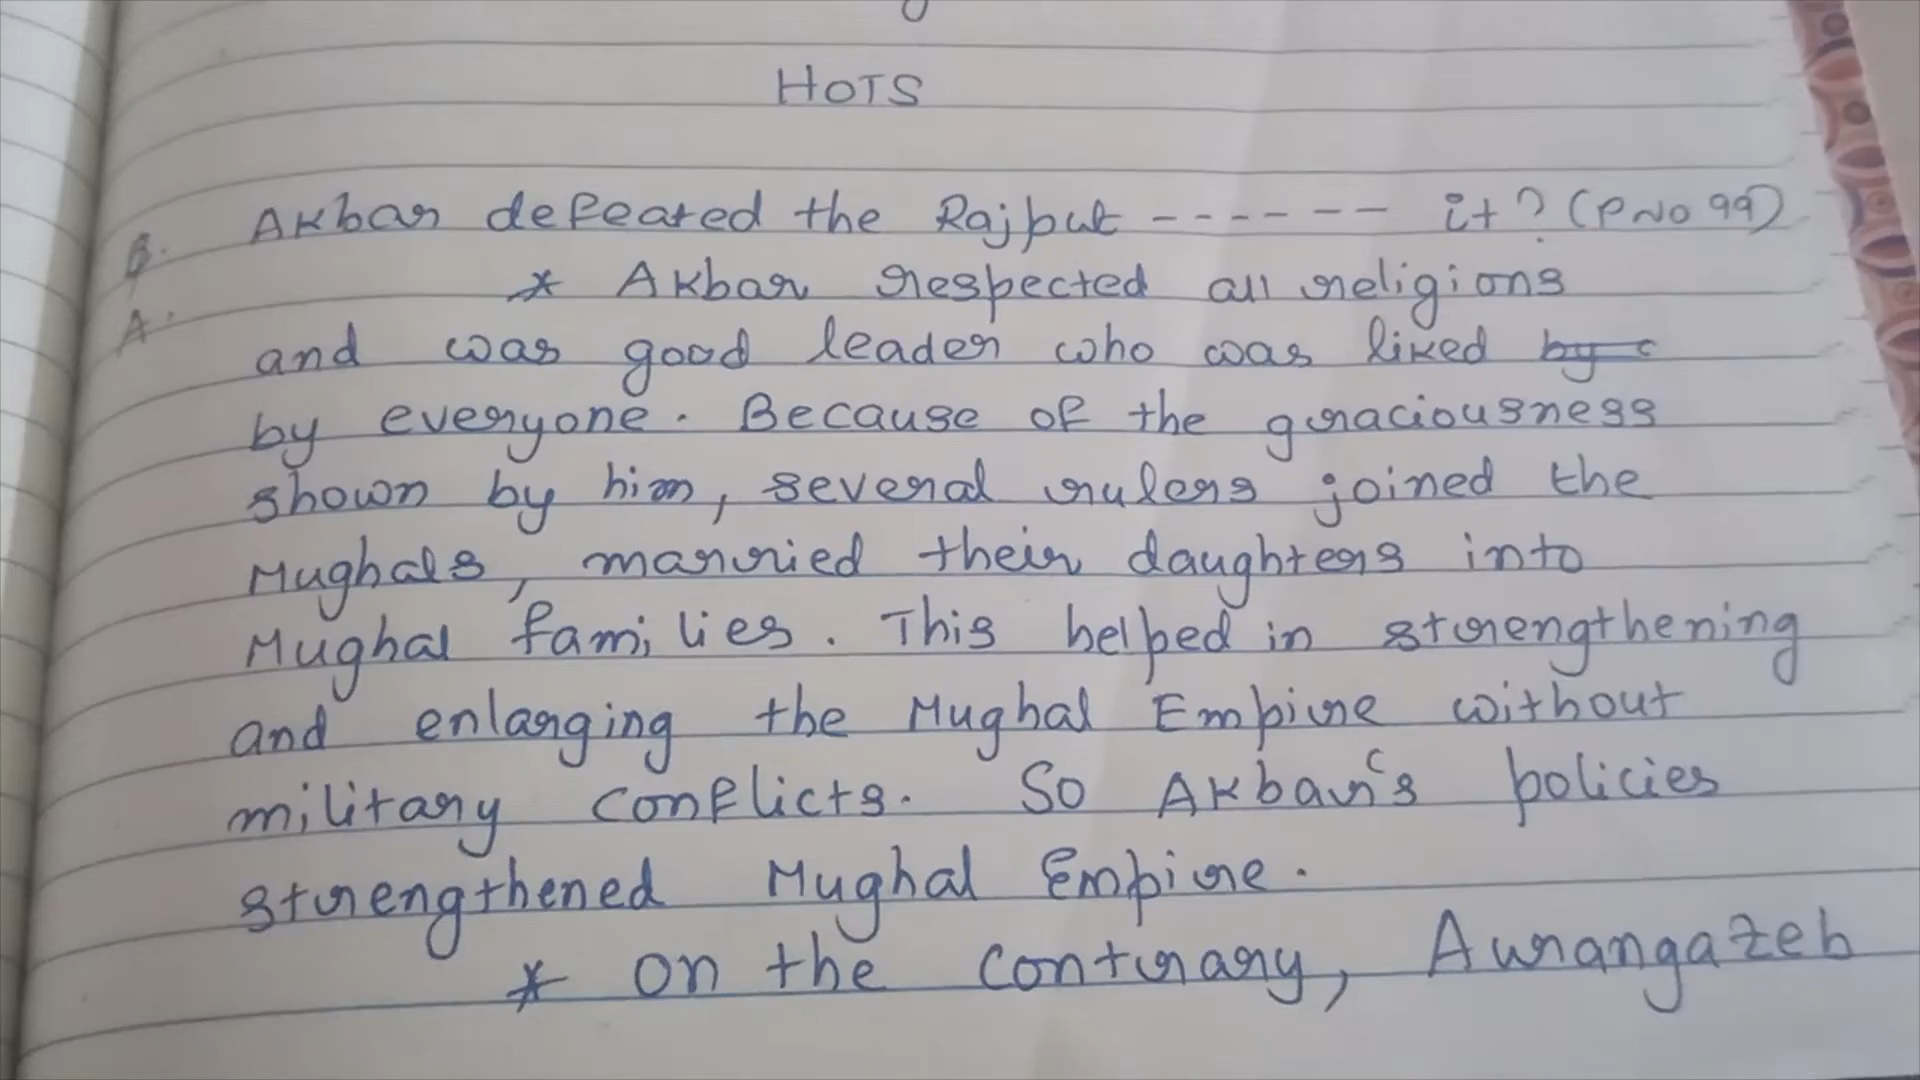 HOTS
B. Akbar defeated the Rajput ------- it? (P No 99)
A. * Akbar respected all religions
and was good leader who was liked by
by everyone. Because of the graciousness
shown by him, several rulers joined the
Mughals, married their daughters into
Mughal families. This helped in strengthening
and enlarging the Mughal Empire without
military conflicts. So Akbar's policies
strengthened Mughal Empire.
* on the contrary, Aurangazeb